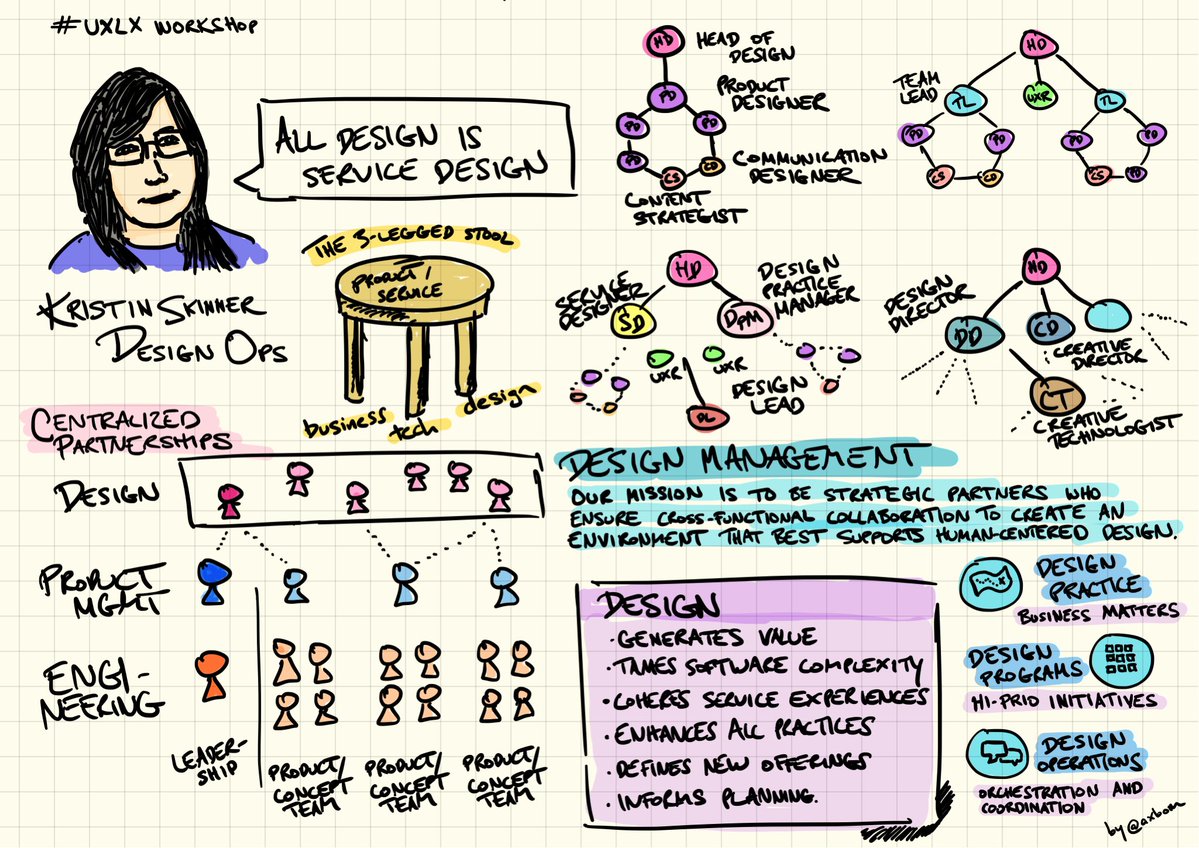 #UXLX WORKSHOP
ALL DESIGN IS
SERVICE DESIGN
KRISTIN SKINNER
DESIGN OPS
THE 3-LEGGED STOOL
PRODUCT/
SERVICE
business
tech
design
HD
HEAD OF
DESIGN
PD
PRODUCT
DESIGNER
PD
PD
PD
CS
CD
COMMUNICATION
DESIGNER
CONTENT
STRATEGIST
HD
TEAM
LEAD
TL
UXR
TL
PD
PD
PD
PD
CS
CD
CS
PD
HD
SERVICE
DESIGNER
SD
DPM
DESIGN
PRACTICE
MANAGER
UXR
UXR
DESIGN
LEAD
DL
HD
DESIGN
DIRECTOR
DD
CD
CREATIVE
DIRECTOR
CT
CREATIVE
TECHNOLOGIST
CENTRALIZED
PARTNERSHIPS
DESIGN
PRODUCT
MGMT
ENGI-
NEERING
LEADER-
SHIP
PRODUCT/
CONCEPT
TEAM
PRODUCT/
CONCEPT
TEAM
PRODUCT/
CONCEPT
TEAM
DESIGN MANAGEMENT
OUR MISSION IS TO BE STRATEGIC PARTNERS WHO
ENSURE CROSS-FUNCTIONAL COLLABORATION TO CREATE AN
ENVIRONMENT THAT BEST SUPPORTS HUMAN-CENTERED DESIGN.
DESIGN
· GENERATES VALUE
· TAMES SOFTWARE COMPLEXITY
· COHERES SERVICE EXPERIENCES
· ENHANCES ALL PRACTICES
· DEFINES NEW OFFERINGS
· INFORMS PLANNING.
DESIGN
PRACTICE
BUSINESS MATTERS
DESIGN
PROGRAMS
HI-PRIO INITIATIVES
DESIGN
OPERATIONS
ORCHESTRATION AND
COORDINATION
by @axbom